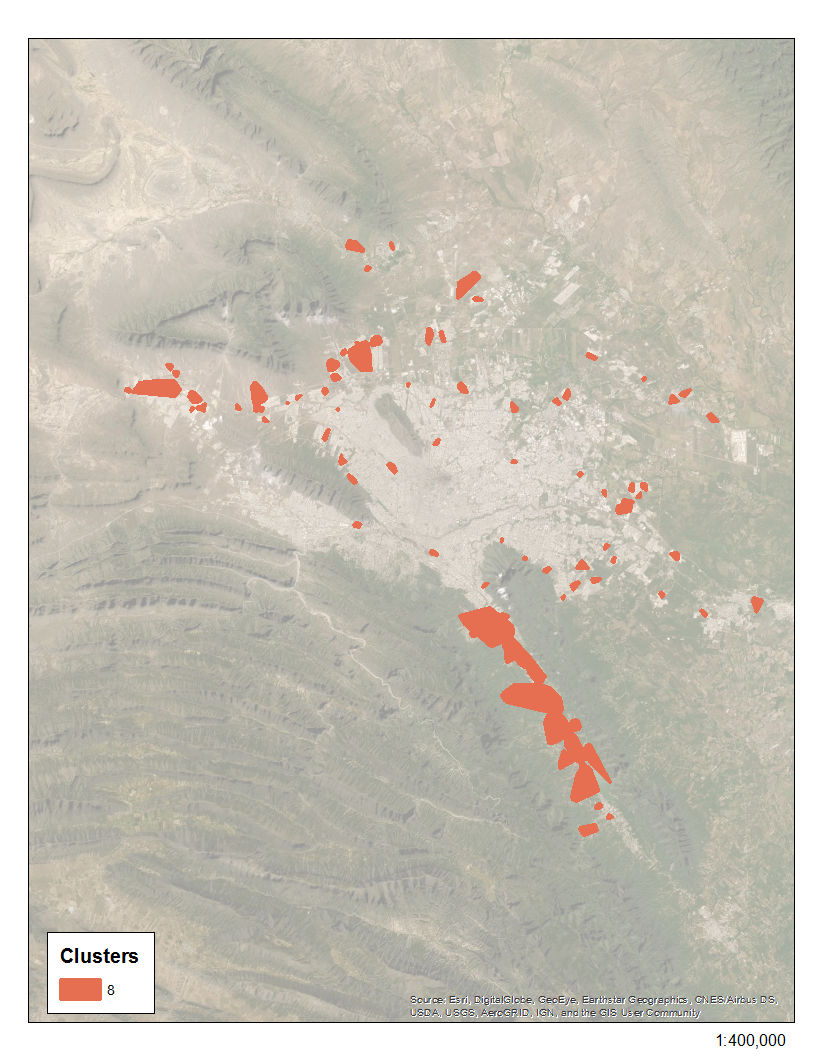 Clusters
8
Source: Esri, DigitalGlobe, GeoEye, Earthstar Geographics, CNES/Airbus DS,
USDA, USGS, AeroGRID, IGN, and the GIS User Community
1:400,000